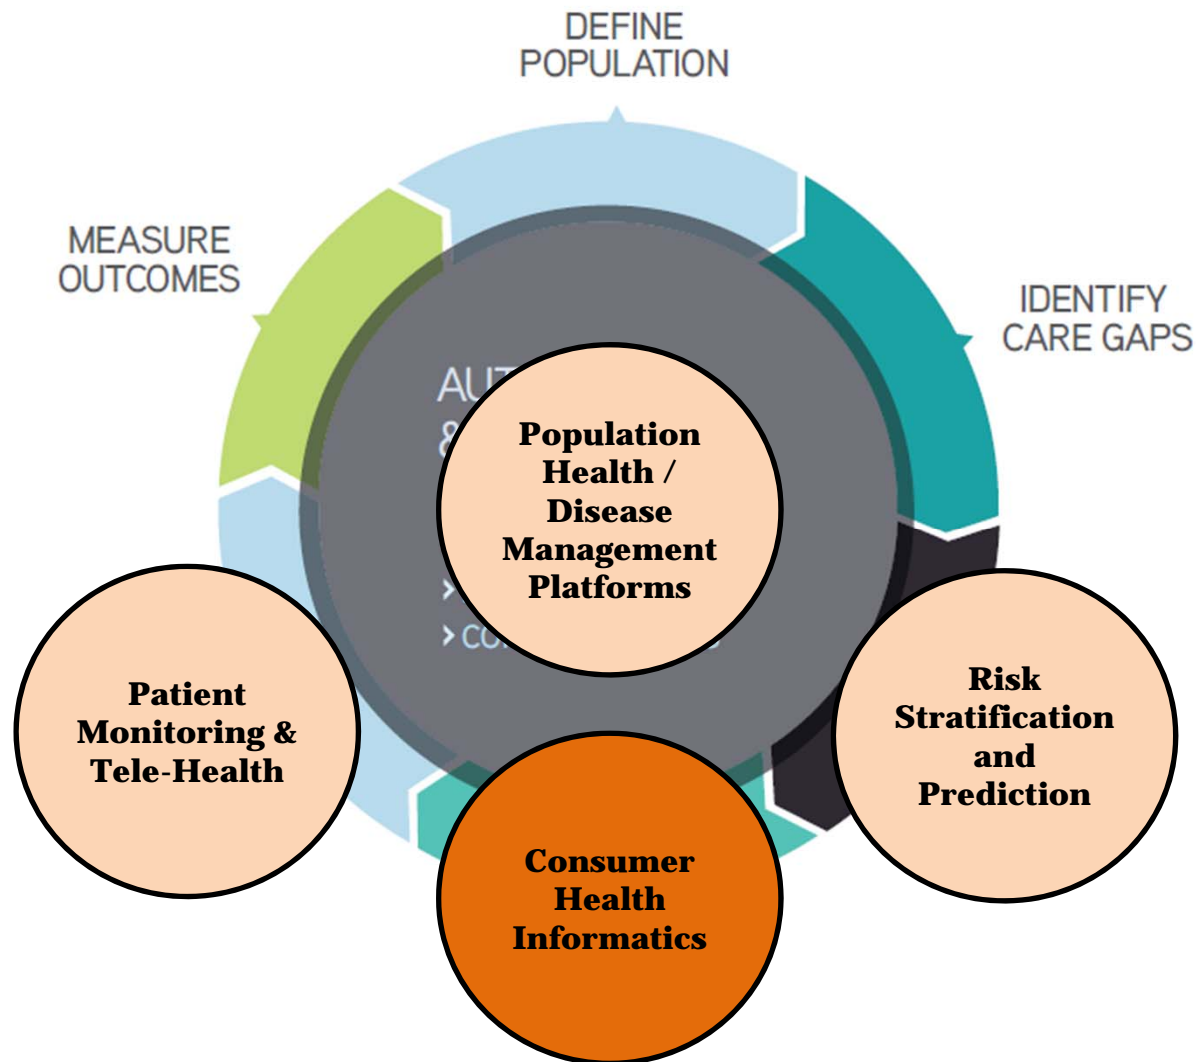 DEFINE
POPULATION
MEASURE
OUTCOMES
IDENTIFY
CARE GAPS
Population
Health /
Disease
Management
Platforms
Patient
Monitoring &
Tele-Health
Risk
Stratification
and
Prediction
Consumer
Health
Informatics